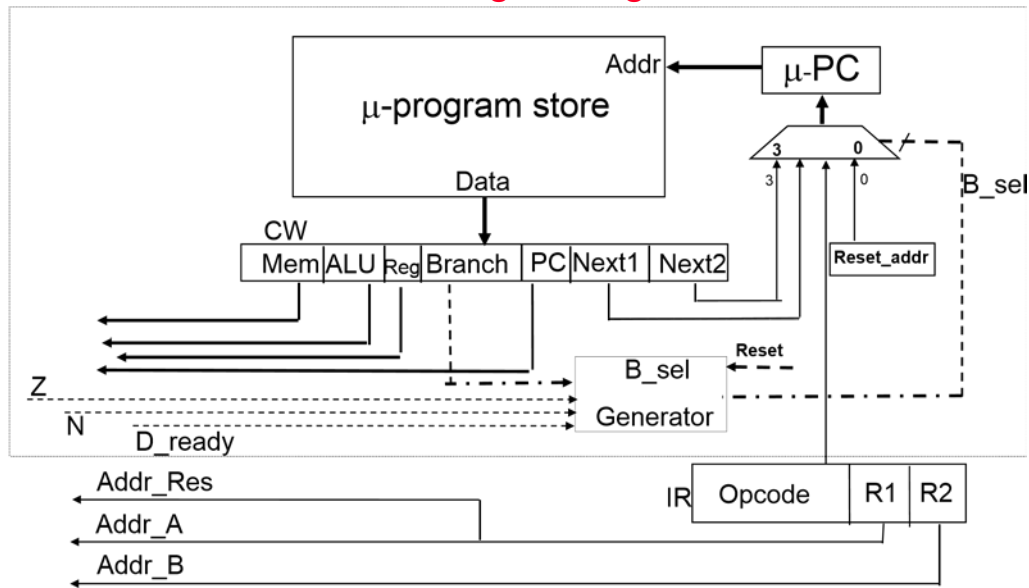 Addr
μ-PC
μ-program store
3 0
3 0
B_sel
Data
CW
Mem ALU Reg Branch PC Next1 Next2
Reset_addr
Reset
B_sel
Generator
Z
N
D_ready
Addr_Res
IR Opcode R1 R2
Addr_A
Addr_B